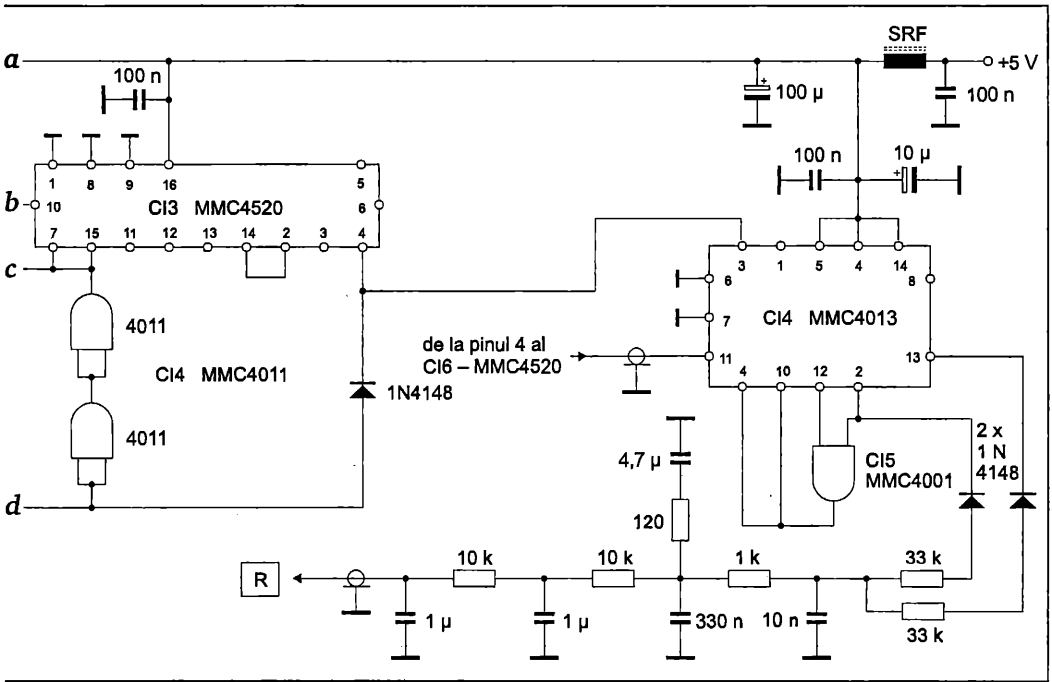 SRF
a
+5 V
100 n
100 µ
100 n
100 n
10 µ
1 8 9 16 5
b
10
CI3 MMC4520
6
7 15 11 12 13 14 2 3 4
c
3 1 5 4 14
6
8
7
CI4 MMC4013
4011
CI4 MMC4011
de la pinul 4 al
CI6 – MMC4520
11
13
1N4148
4 10 12 2
4011
2 x
1 N
4148
4,7 µ
CI5
MMC4001
d
120
10 k
10 k
1 k
33 k
R
1 µ
1 µ
330 n
10 n
33 k